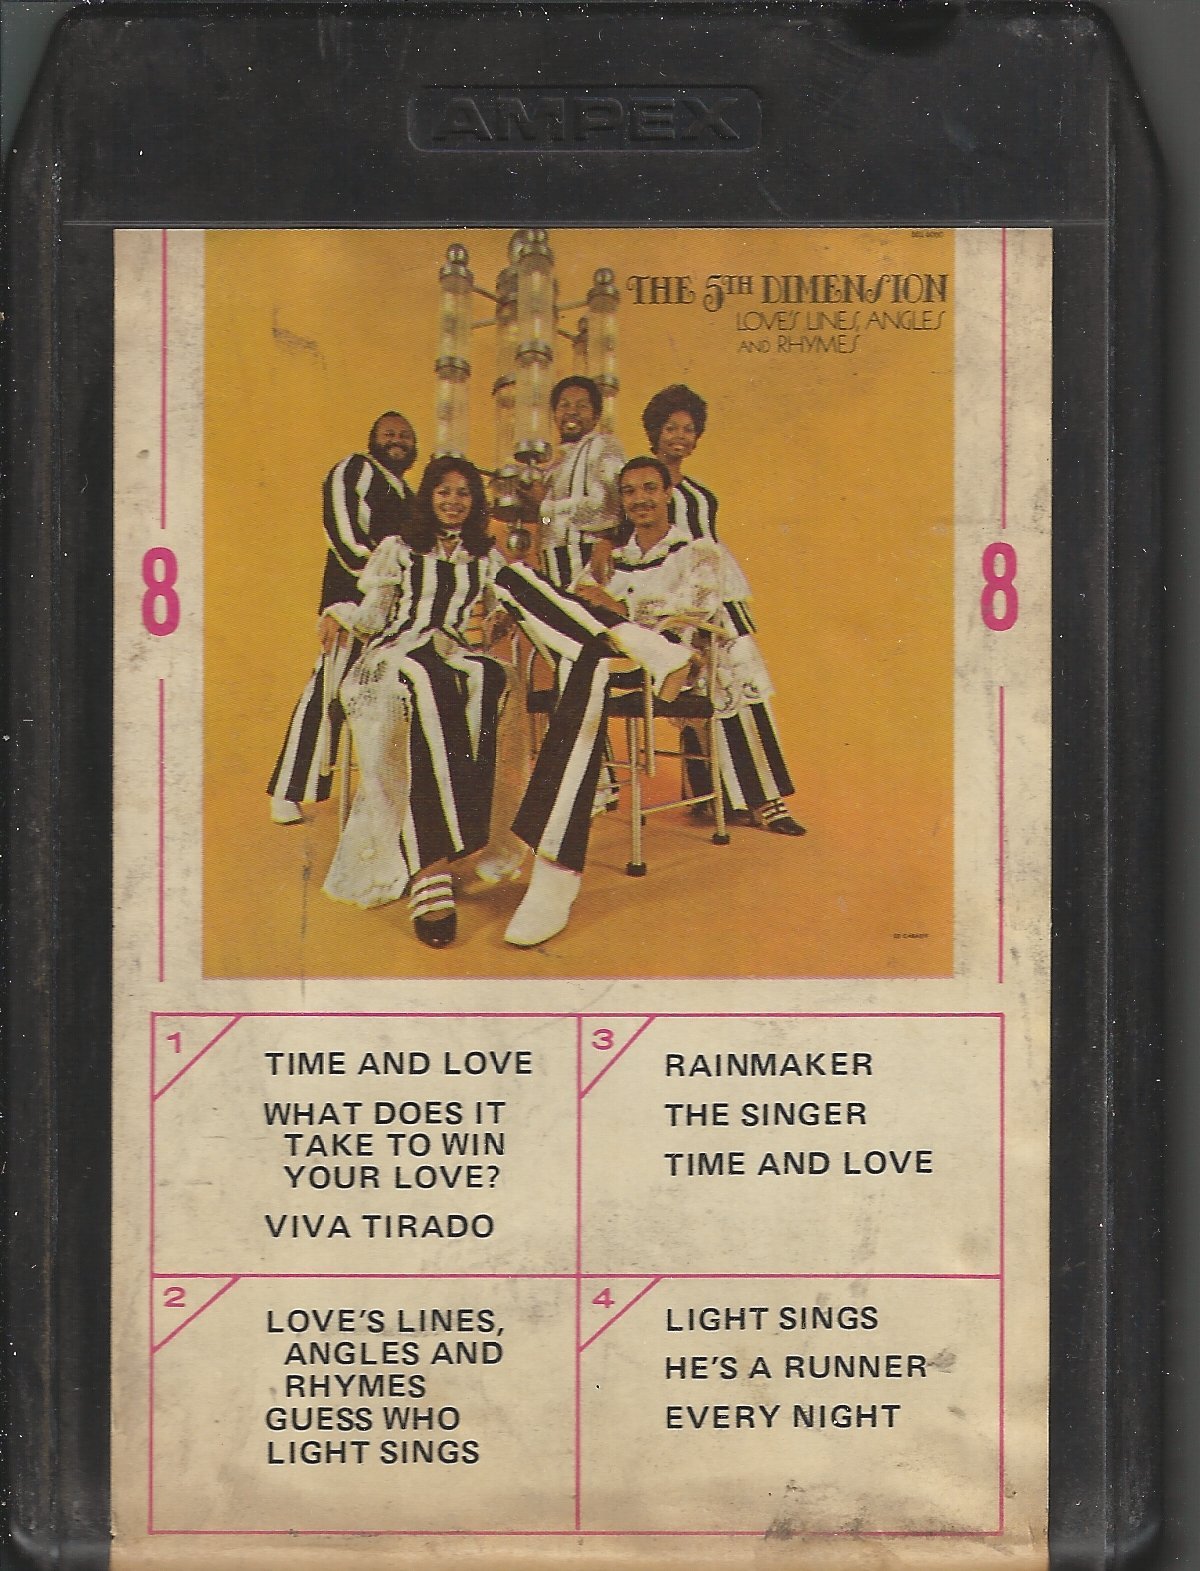 AMPEX
THE 5TH DIMENSION
LOVE'S LINES, ANGLES
AND RHYMES
8
8
1
TIME AND LOVE
WHAT DOES IT
TAKE TO WIN
YOUR LOVE?
VIVA TIRADO
2
LOVE'S LINES,
ANGLES AND
RHYMES
GUESS WHO
LIGHT SINGS
3
RAINMAKER
THE SINGER
TIME AND LOVE
4
LIGHT SINGS
HE'S A RUNNER
EVERY NIGHT